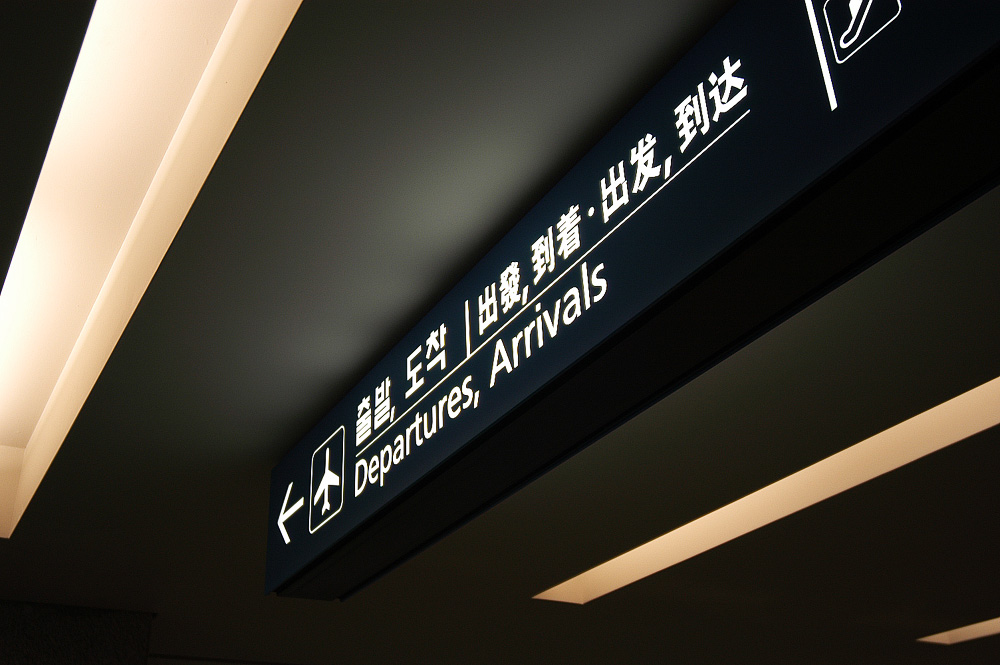 출발, 도착 | 出發, 到着 · 出发, 到达
Departures, Arrivals